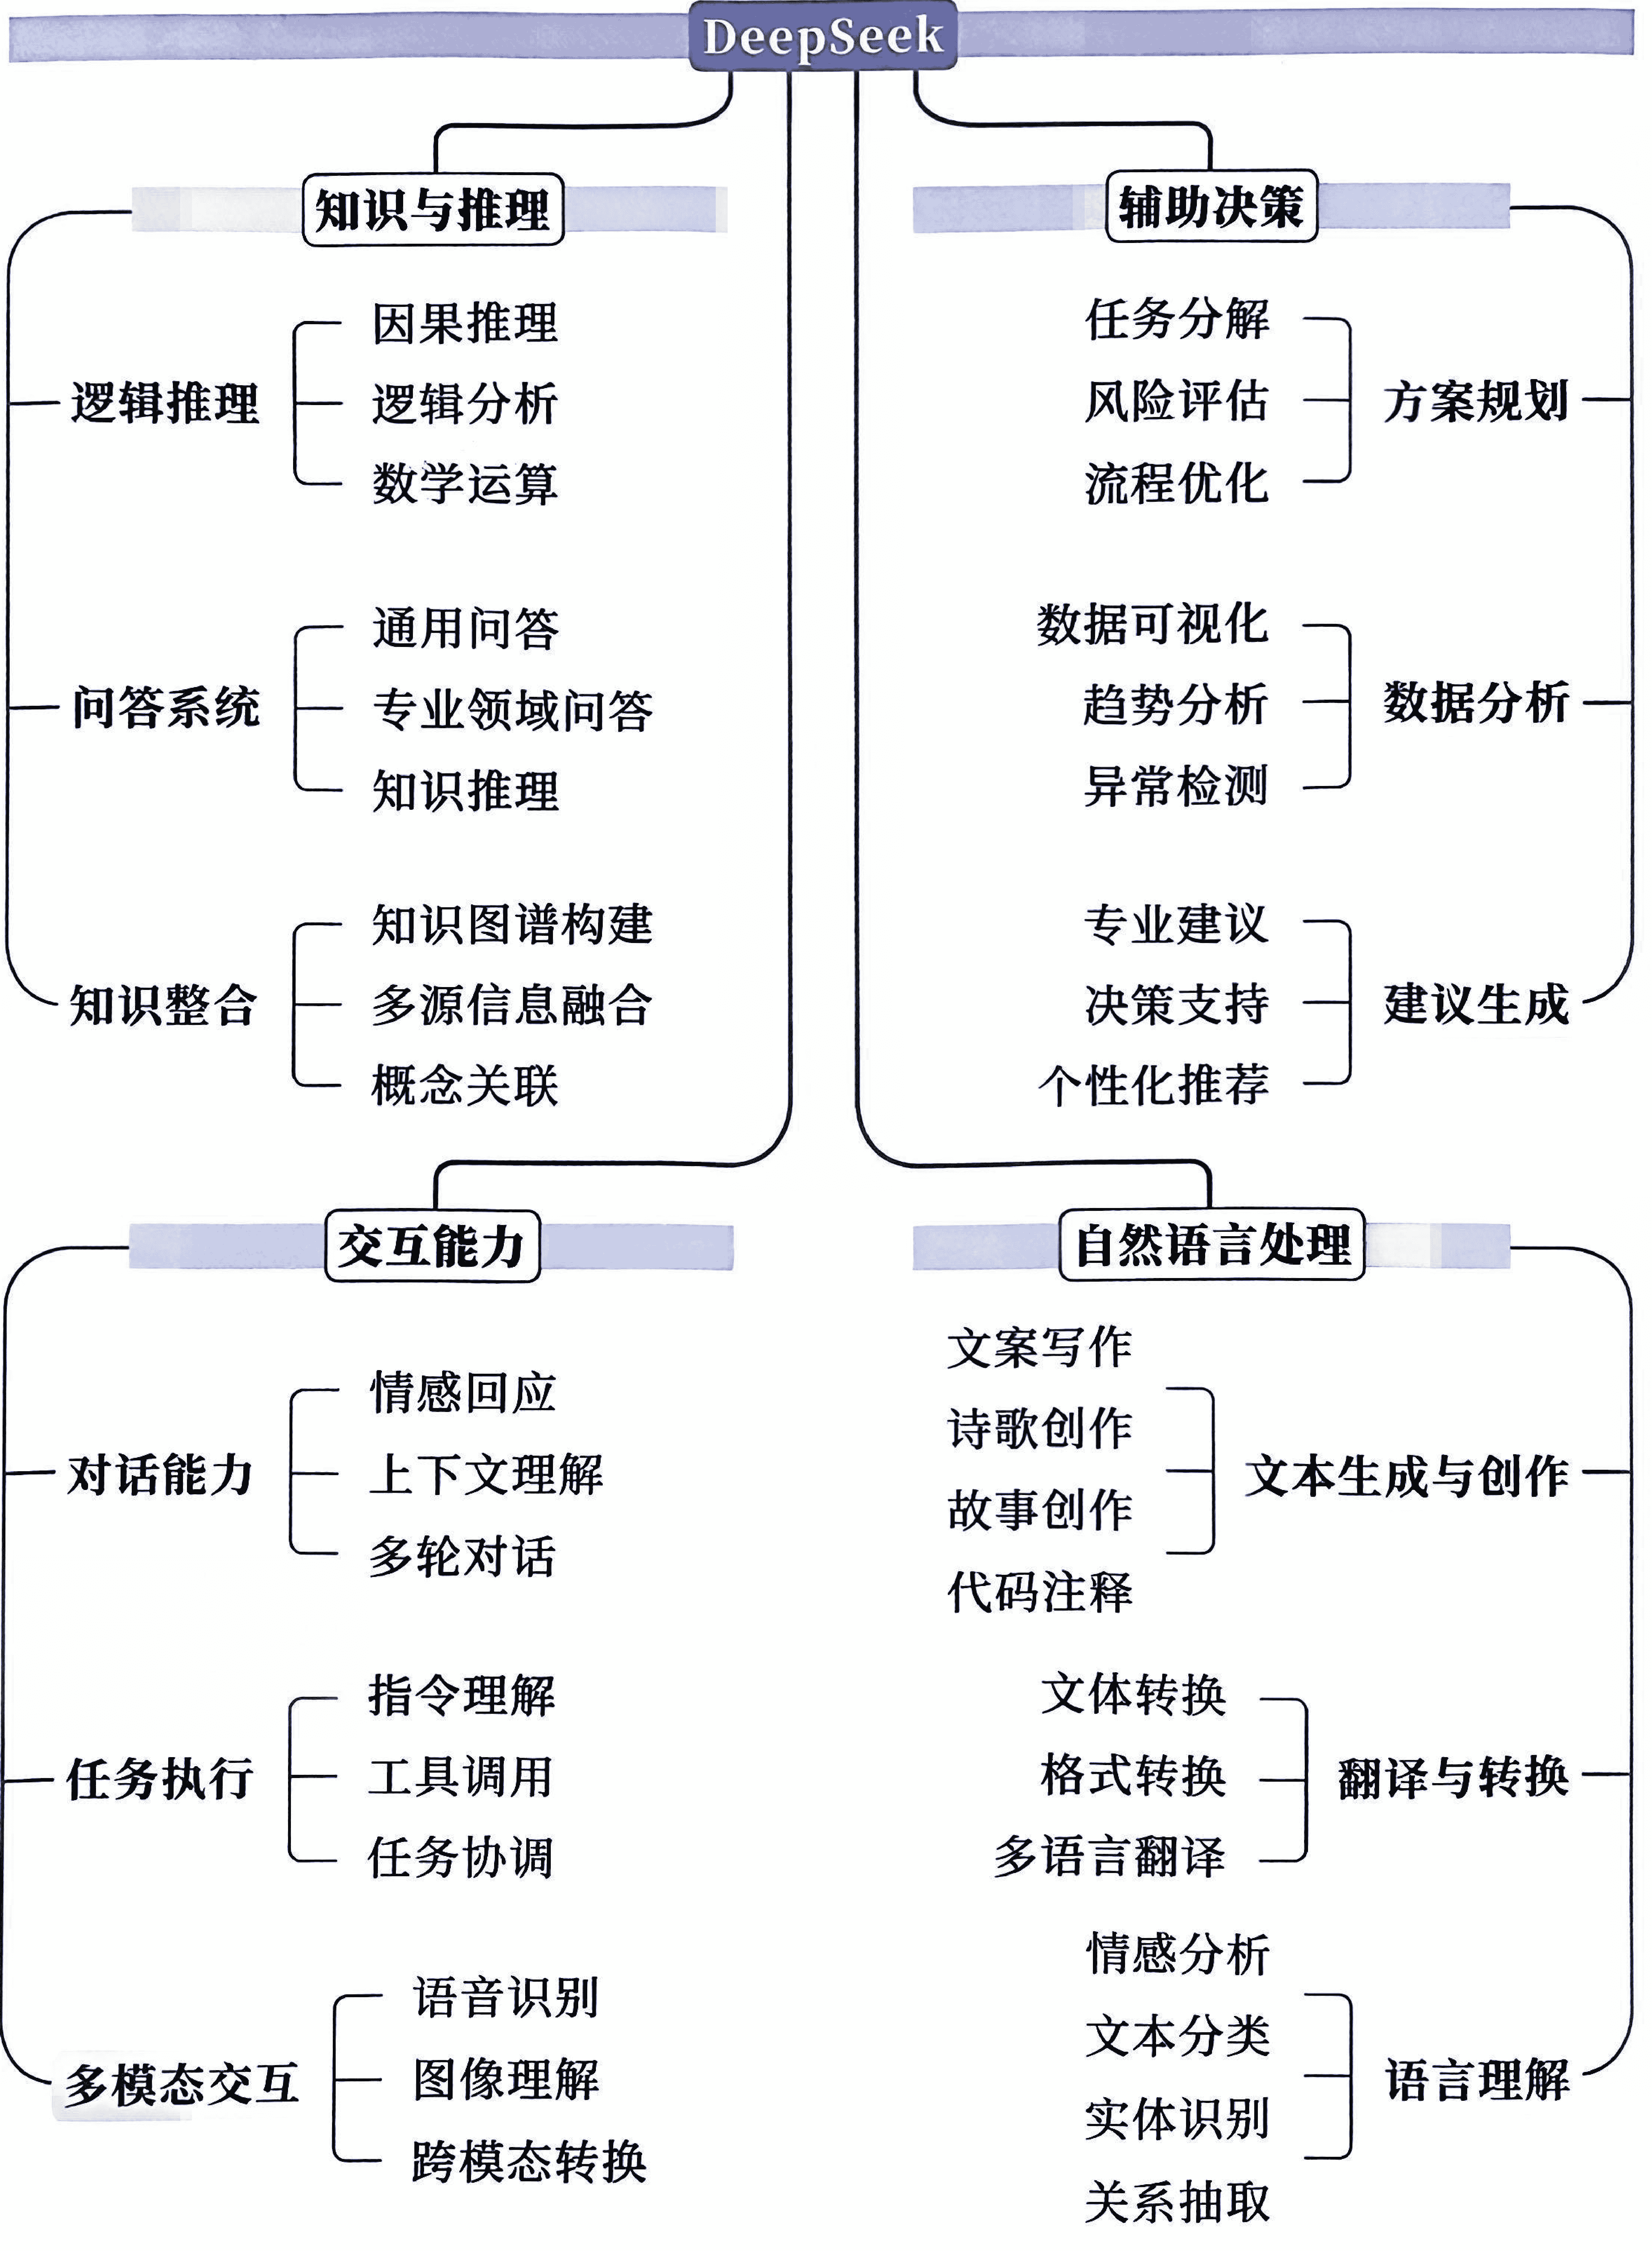 DeepSeek
知识与推理
逻辑推理
因果推理
逻辑分析
数学运算
问答系统
通用问答
专业领域问答
知识推理
知识整合
知识图谱构建
多源信息融合
概念关联
辅助决策
任务分解
风险评估
流程优化
方案规划
数据可视化
趋势分析
异常检测
数据分析
专业建议
决策支持
个性化推荐
建议生成
交互能力
对话能力
情感回应
上下文理解
多轮对话
任务执行
指令理解
工具调用
任务协调
多模态交互
语音识别
图像理解
跨模态转换
自然语言处理
文案写作
诗歌创作
故事创作
代码注释
文本生成与创作
文体转换
格式转换
多语言翻译
翻译与转换
情感分析
文本分类
实体识别
关系抽取
语言理解